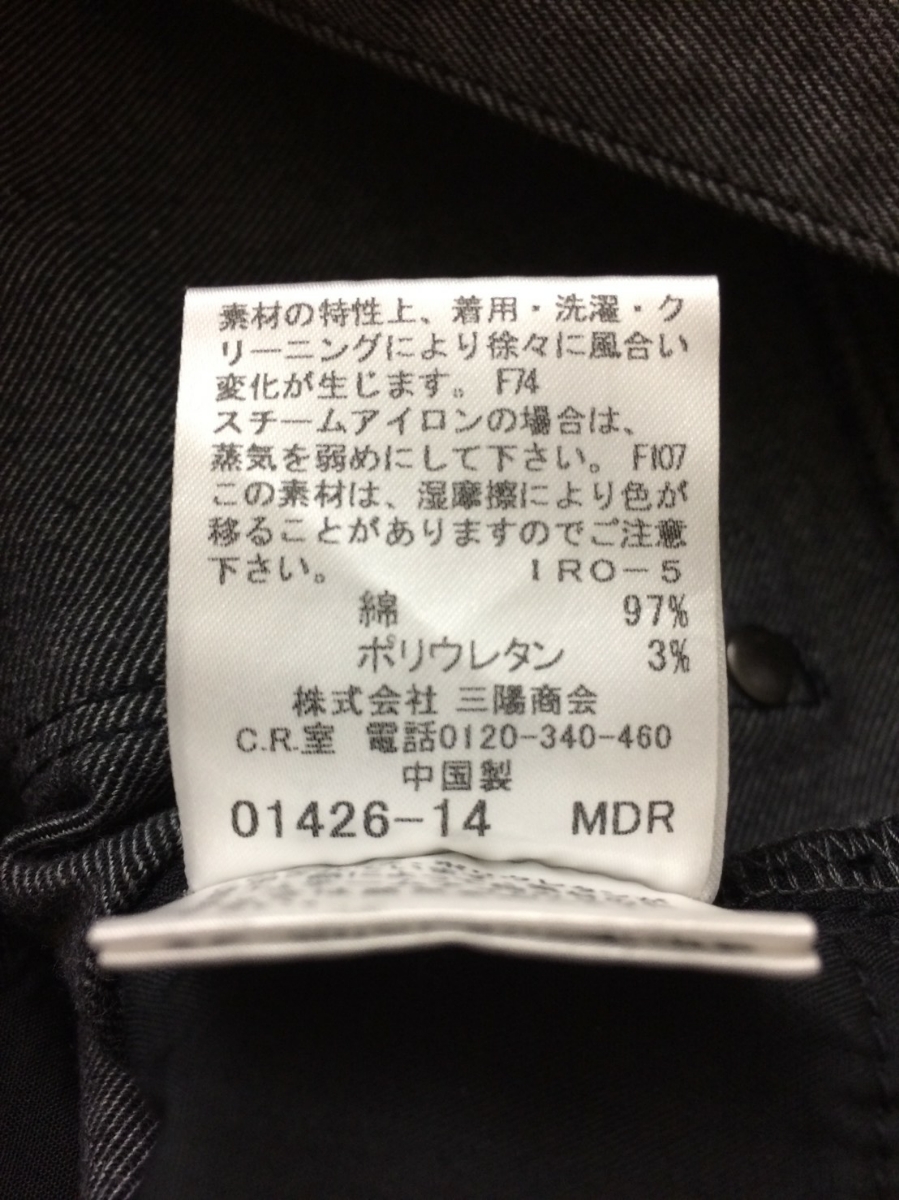 素材の特性上、着用・洗濯・ク
リーニングにより徐々に風合い
変化が生じます。 F74
スチームアイロンの場合は、
蒸気を弱めにして下さい。 F107
この素材は、湿摩擦により色が
移ることがありますのでご注意
下さい。 IRO-5
綿 97%
ポリウレタン 3%
株式会社 三陽商会
C.R.室 電話0120-340-460
中国製
01426-14 MDR